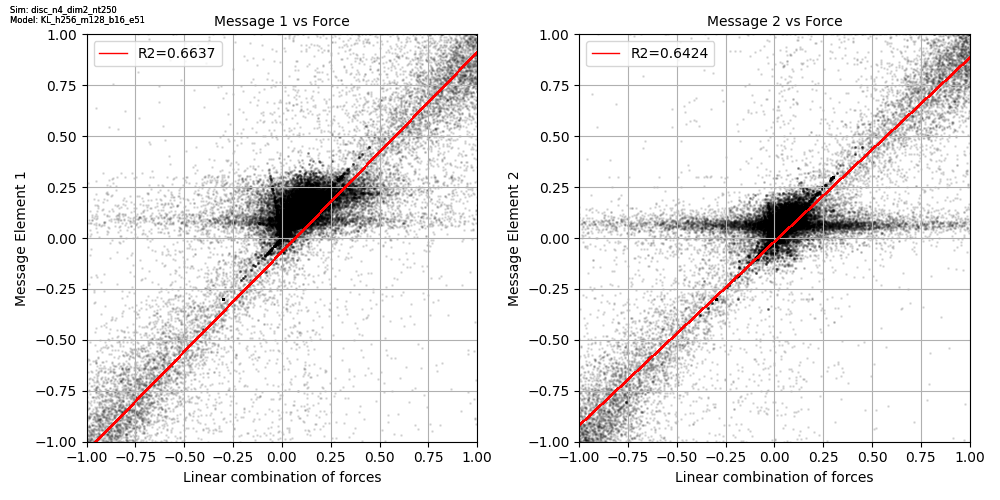 Sim: disc_n4_dim2_nt250
Model: KL_h256_m128_b16_e51
Message 1 vs Force
R2=0.6637
1.00
0.75
0.50
0.25
0.00
−0.25
−0.50
−0.75
−1.00
Message Element 1
−1.00 −0.75 −0.50 −0.25 0.00 0.25 0.50 0.75 1.00
Linear combination of forces
Message 2 vs Force
R2=0.6424
1.00
0.75
0.50
0.25
0.00
−0.25
−0.50
−0.75
−1.00
Message Element 2
−1.00 −0.75 −0.50 −0.25 0.00 0.25 0.50 0.75 1.00
Linear combination of forces